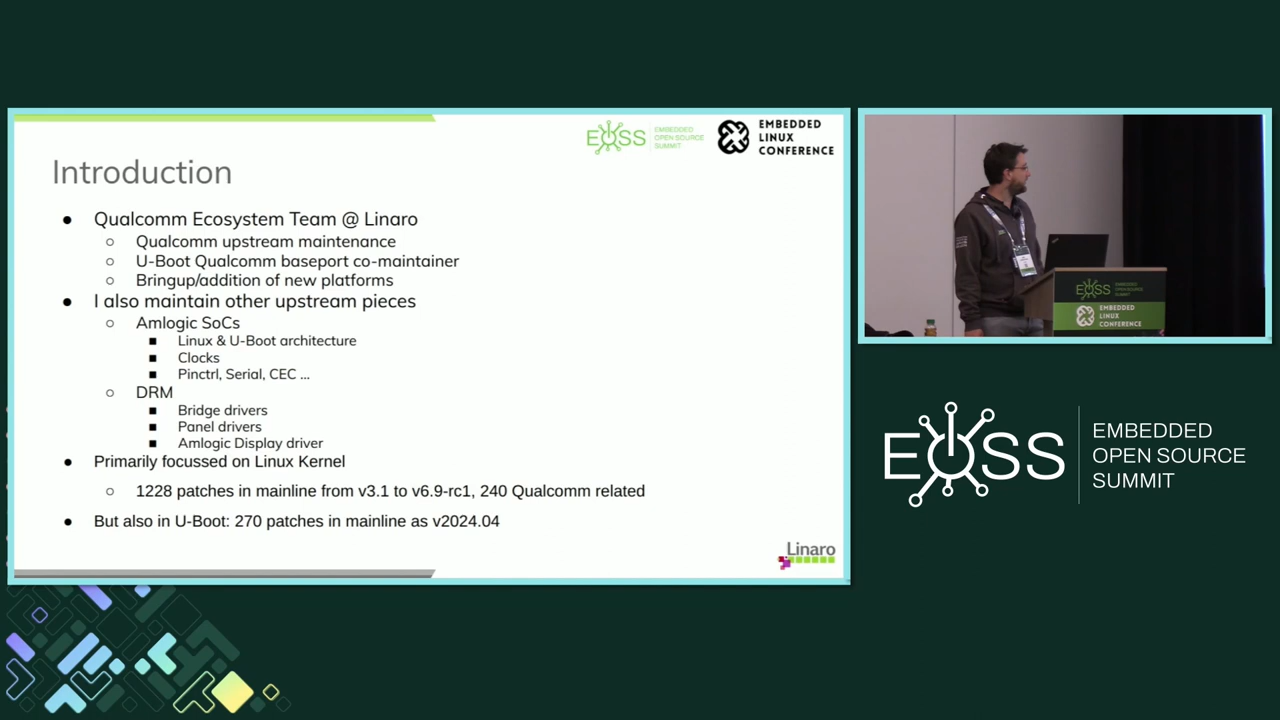 EOSS
EMBEDDED
OPEN SOURCE
SUMMIT
EMBEDDED
LINUX
CONFERENCE
Introduction
● Qualcomm Ecosystem Team @ Linaro
○ Qualcomm upstream maintenance
○ U-Boot Qualcomm baseport co-maintainer
○ Bringup/addition of new platforms
● I also maintain other upstream pieces
○ Amlogic SoCs
■ Linux & U-Boot architecture
■ Clocks
■ Pinctrl, Serial, CEC ...
○ DRM
■ Bridge drivers
■ Panel drivers
■ Amlogic Display driver
● Primarily focussed on Linux Kernel
○ 1228 patches in mainline from v3.1 to v6.9-rc1, 240 Qualcomm related
● But also in U-Boot: 270 patches in mainline as v2024.04
Linaro
EOSS
EMBEDDED
LINUX
CONFERENCE
EOSS
EMBEDDED
OPEN SOURCE
SUMMIT